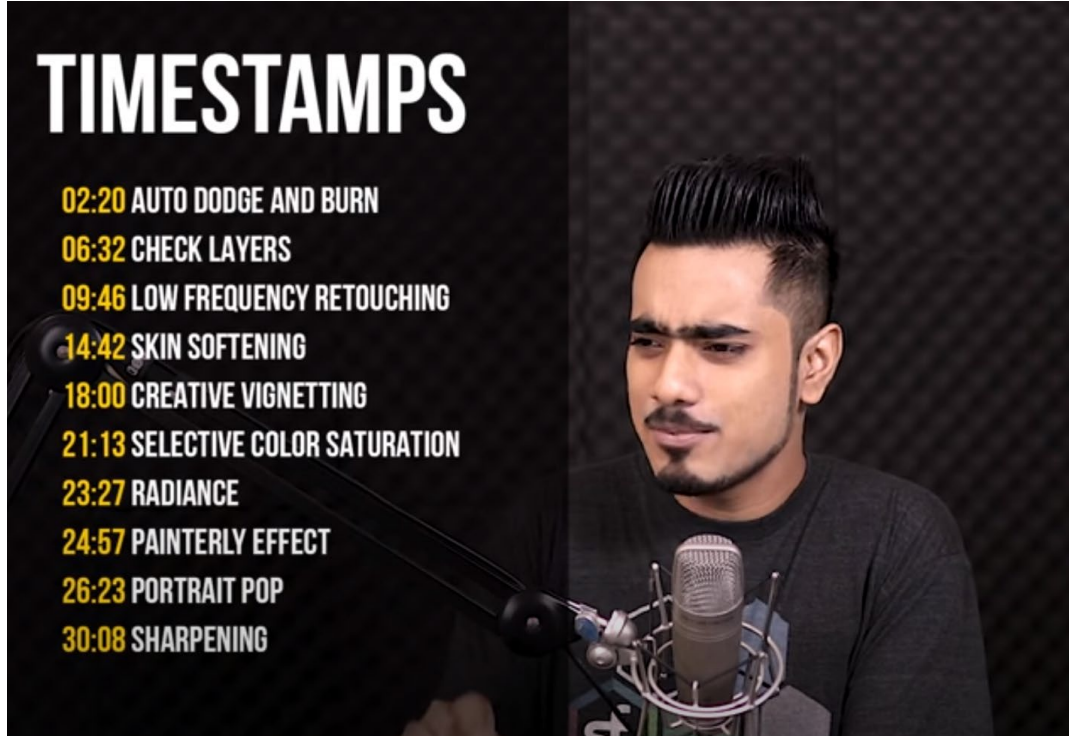 TIMESTAMPS
02:20 AUTO DODGE AND BURN
06:32 CHECK LAYERS
09:46 LOW FREQUENCY RETOUCHING
14:42 SKIN SOFTENING
18:00 CREATIVE VIGNETTING
21:13 SELECTIVE COLOR SATURATION
23:27 RADIANCE
24:57 PAINTERLY EFFECT
26:23 PORTRAIT POP
30:08 SHARPENING